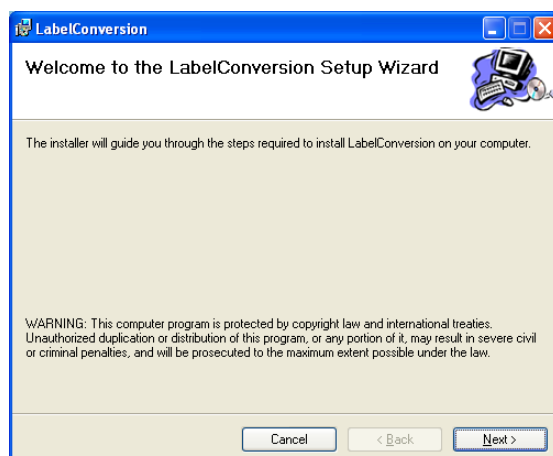 LabelConversion
Welcome to the LabelConversion Setup Wizard
The installer will guide you through the steps required to install LabelConversion on your computer.
WARNING: This computer program is protected by copyright law and international treaties.
Unauthorized duplication or distribution of this program, or any portion of it, may result in severe civil
or criminal penalties, and will be prosecuted to the maximum extent possible under the law.
Cancel < Back Next >